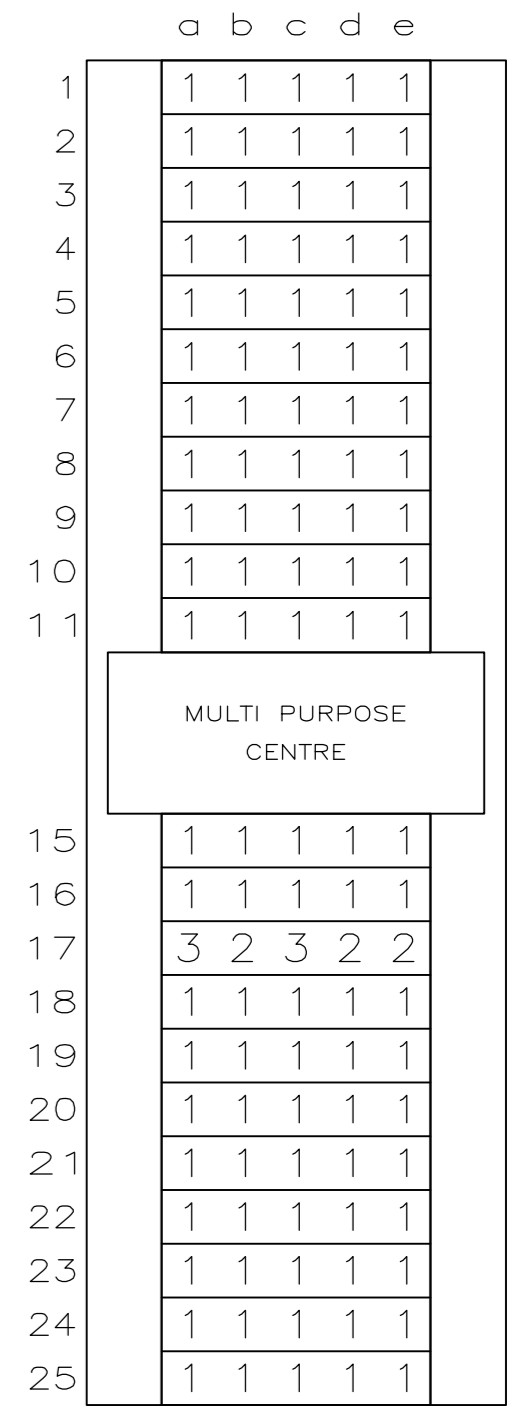 a b c d e
1 1 1 1 1 1
2 1 1 1 1 1
3 1 1 1 1 1
4 1 1 1 1 1
5 1 1 1 1 1
6 1 1 1 1 1
7 1 1 1 1 1
8 1 1 1 1 1
9 1 1 1 1 1
10 1 1 1 1 1
11 1 1 1 1 1
MULTI PURPOSE
CENTRE
15 1 1 1 1 1
16 1 1 1 1 1
17 3 2 3 2 2
18 1 1 1 1 1
19 1 1 1 1 1
20 1 1 1 1 1
21 1 1 1 1 1
22 1 1 1 1 1
23 1 1 1 1 1
24 1 1 1 1 1
25 1 1 1 1 1